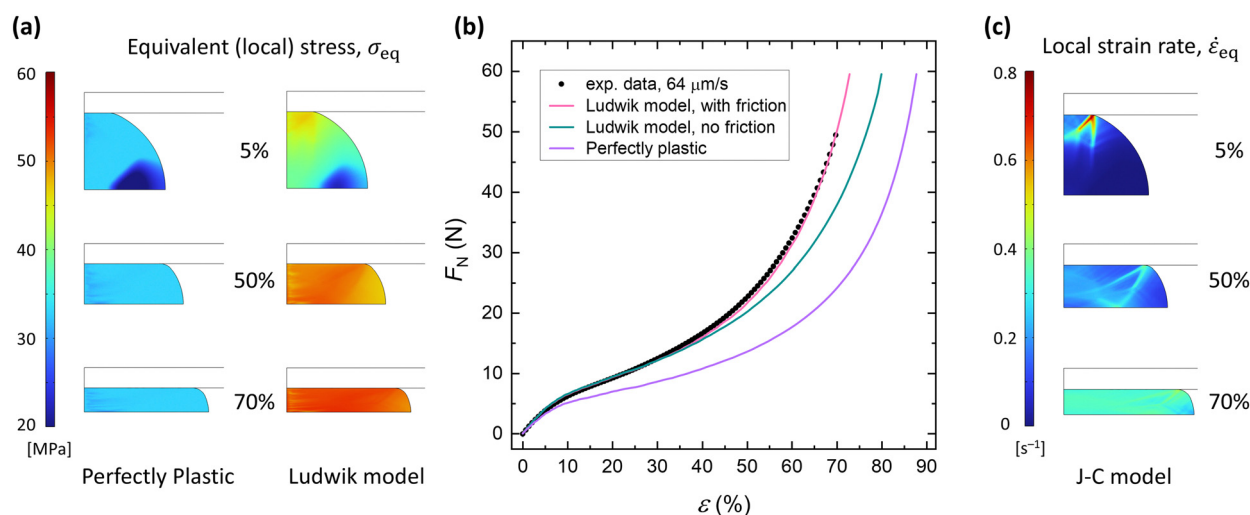 (a)
Equivalent (local) stress, σeq
60
50
40
30
20
[MPa]
5%
50%
70%
Perfectly Plastic
Ludwik model
(b)
60
50
40
30
20
10
0
FN (N)
exp. data, 64 μm/s
Ludwik model, with friction
Ludwik model, no friction
Perfectly plastic
0 10 20 30 40 50 60 70 80 90
ε (%)
(c)
Local strain rate, ε̇eq
0.8
0.6
0.4
0.2
0
[s⁻¹]
5%
50%
70%
J-C model